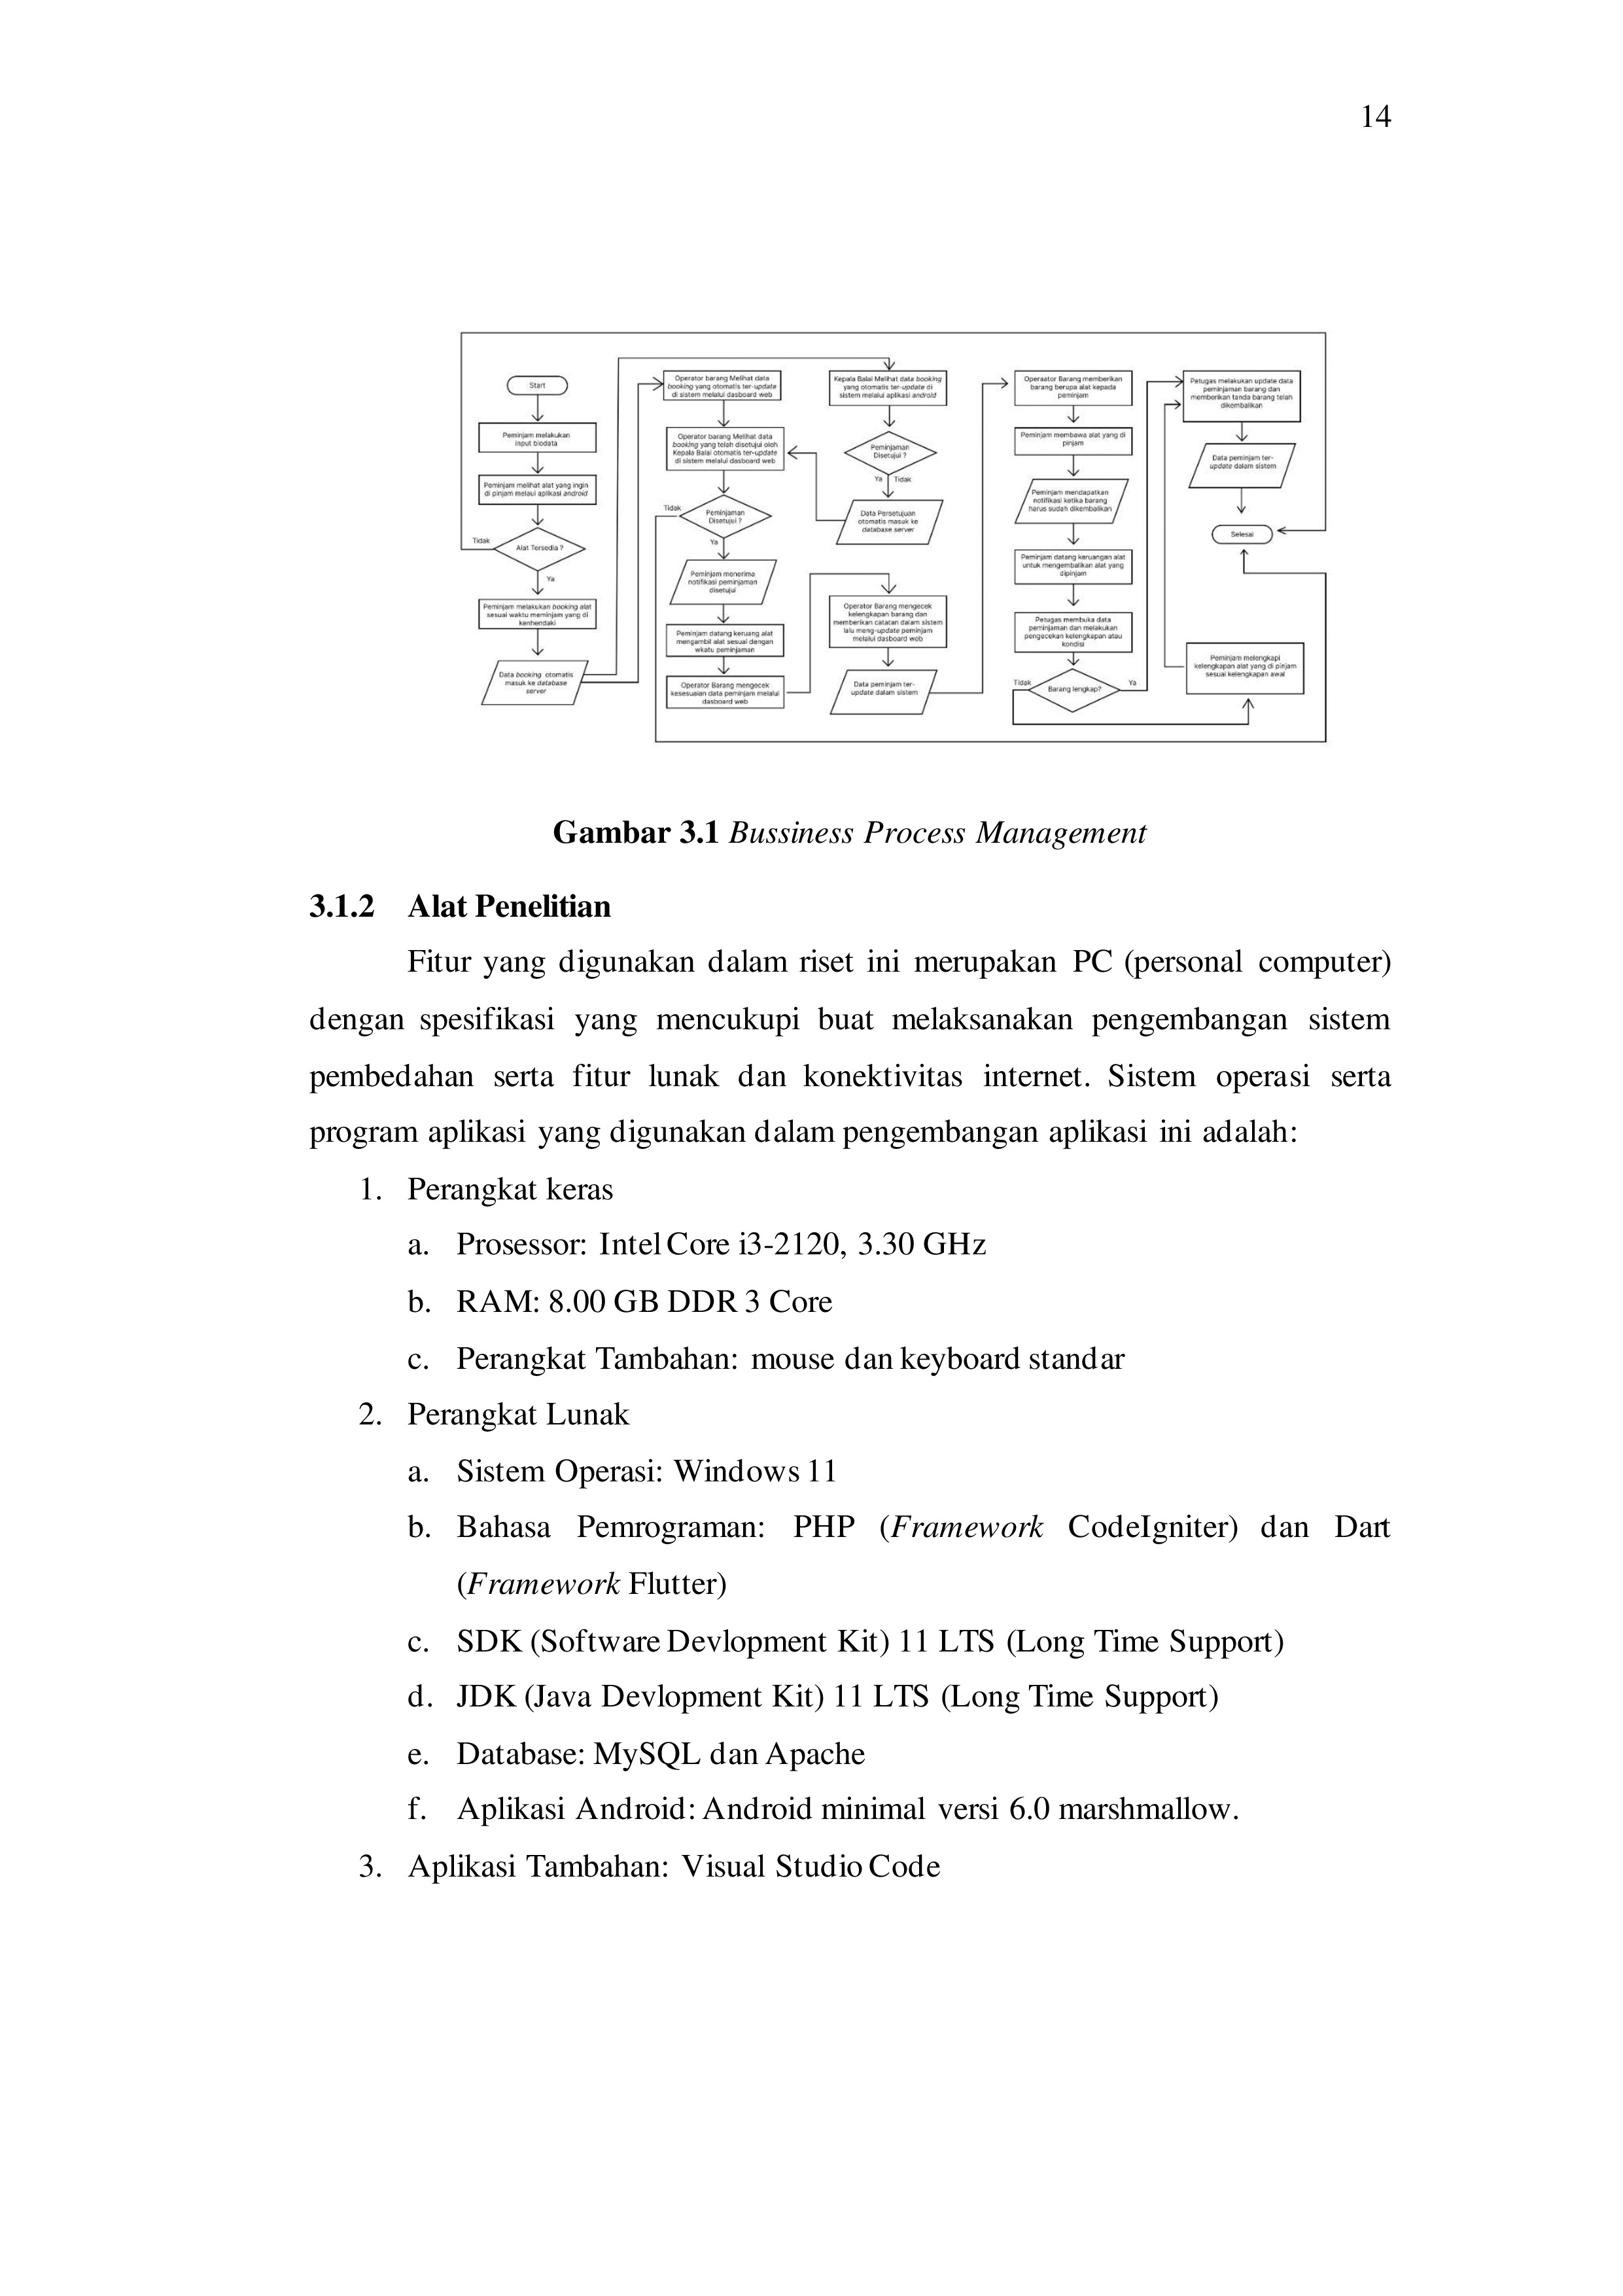 14
Start
Peminjam melakukan
input biodata
Peminjam melihat alat yang ingin
di pinjam melaui aplikasi android
Alat Tersedia ?
Tidak
Ya
Peminjam melakukan booking alat
sesuai waktu meminjam yang di
kenhendaki
Data booking otomatis
masuk ke database
server
Operator barang Melihat data
booking yang otomatis ter-update
di sistem melalui dasboard web
Operator barang Melihat data
booking yang telah disetujui oloh
Kepala Balai otomatis ter-update
di sistem melalui dasboard web
Tidak
Peminjaman
Disetujui ?
Ya
Peminjam menerima
notifikasi peminjaman
disetujui
Peminjam datang keruang alat
mengambil alat sesuai dengan
wkatu peminjaman
Operator Barang mengecek
kesesuaian data peminjam melalui
dasboard web
Kepala Balai Melihat data booking
yang otomatis ter-update di
sistem melalui aplikasi android
Peminjaman
Disetujui ?
Ya Tidak
Data Persetujuan
otomatis masuk ke
database server
Operator Barang mengecek
kelengkapan barang dan
memberikan catatan dalam sistem
lalu meng-update peminjam
melalui dasboard web
Data peminjam ter-
update dalam sistem
Operaator Barang memberikan
barang berupa alat kepada
peminjam
Peminjam membawa alat yang di
pinjam
Peminjam mendapatkan
notifikasi ketika barang
harus sudah dikembalikan
Peminjam datang keruangan alat
untuk mengembalikan alat yang
dipinjam
Petugas membuka data
peminjaman dan melakukan
pengecekan kelengkapan atau
kondisi
Tidak
Barang lengkap?
Ya
Petugas melakukan update data
peminjaman barang dan
memberikan tanda barang telah
dikembalikan
Data peminjam ter-
update dalam sistem
Selesai
Peminjam melengkapi
kelengkapan alat yang di pinjam
sesuai kelengkapan awal
Gambar 3.1 Bussiness Process Management
3.1.2 Alat Penelitian
Fitur yang digunakan dalam riset ini merupakan PC (personal computer)
dengan spesifikasi yang mencukupi buat melaksanakan pengembangan sistem
pembedahan serta fitur lunak dan konektivitas internet. Sistem operasi serta
program aplikasi yang digunakan dalam pengembangan aplikasi ini adalah:
1. Perangkat keras
a. Prosessor: Intel Core i3-2120, 3.30 GHz
b. RAM: 8.00 GB DDR 3 Core
c. Perangkat Tambahan: mouse dan keyboard standar
2. Perangkat Lunak
a. Sistem Operasi: Windows 11
b. Bahasa Pemrograman: PHP (Framework CodeIgniter) dan Dart
(Framework Flutter)
c. SDK (Software Devlopment Kit) 11 LTS (Long Time Support)
d. JDK (Java Devlopment Kit) 11 LTS (Long Time Support)
e. Database: MySQL dan Apache
f. Aplikasi Android: Android minimal versi 6.0 marshmallow.
3. Aplikasi Tambahan: Visual Studio Code